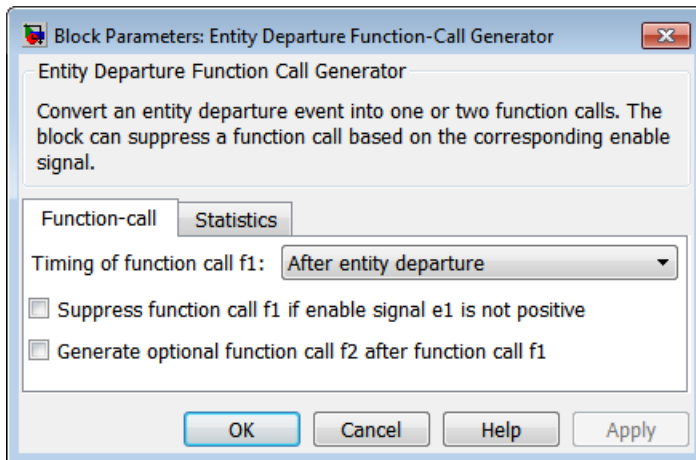 Block Parameters: Entity Departure Function-Call Generator
Entity Departure Function Call Generator
Convert an entity departure event into one or two function calls. The
block can suppress a function call based on the corresponding enable
signal.
Function-call Statistics
Timing of function call f1: After entity departure
Suppress function call f1 if enable signal e1 is not positive
Generate optional function call f2 after function call f1
OK Cancel Help Apply